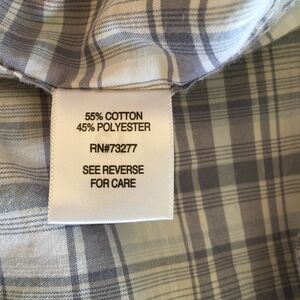 55% COTTON
45% POLYESTER
RN#73277
SEE REVERSE
FOR CARE